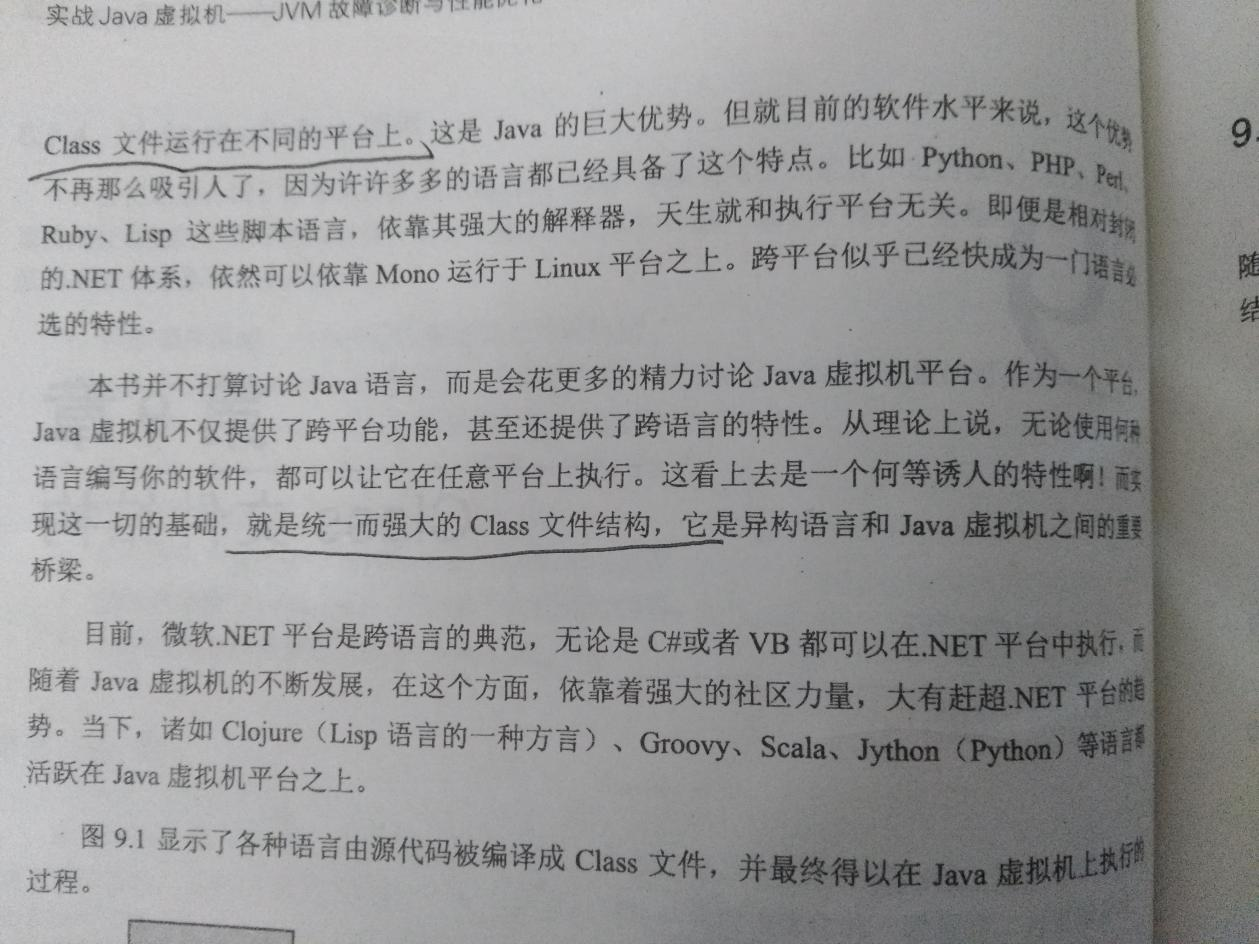 实战 Java 虚拟机——JVM 故障诊断与性能优化
Class 文件运行在不同的平台上。这是 Java 的巨大优势。但就目前的软件水平来说，这个优势
不再那么吸引人了，因为许许多多的语言都已经具备了这个特点。比如 Python、PHP、Perl、
Ruby、Lisp 这些脚本语言，依靠其强大的解释器，天生就和执行平台无关。即便是相对封闭
的.NET 体系，依然可以依靠 Mono 运行于 Linux 平台之上。跨平台似乎已经快成为一门语言必
选的特性。
本书并不打算讨论 Java 语言，而是会花更多的精力讨论 Java 虚拟机平台。作为一个平台，
Java 虚拟机不仅提供了跨平台功能，甚至还提供了跨语言的特性。从理论上说，无论使用何种
语言编写你的软件，都可以让它在任意平台上执行。这看上去是一个何等诱人的特性啊！而实
现这一切的基础，就是统一而强大的 Class 文件结构，它是异构语言和 Java 虚拟机之间的重要
桥梁。
目前，微软.NET 平台是跨语言的典范，无论是 C#或者 VB 都可以在.NET 平台中执行，而
随着 Java 虚拟机的不断发展，在这个方面，依靠着强大的社区力量，大有赶超.NET 平台的趋
势。当下，诸如 Clojure（Lisp 语言的一种方言）、Groovy、Scala、Jython（Python）等语言都
活跃在 Java 虚拟机平台之上。
图 9.1 显示了各种语言由源代码被编译成 Class 文件，并最终得以在 Java 虚拟机上执行的
过程。
9.
随
结